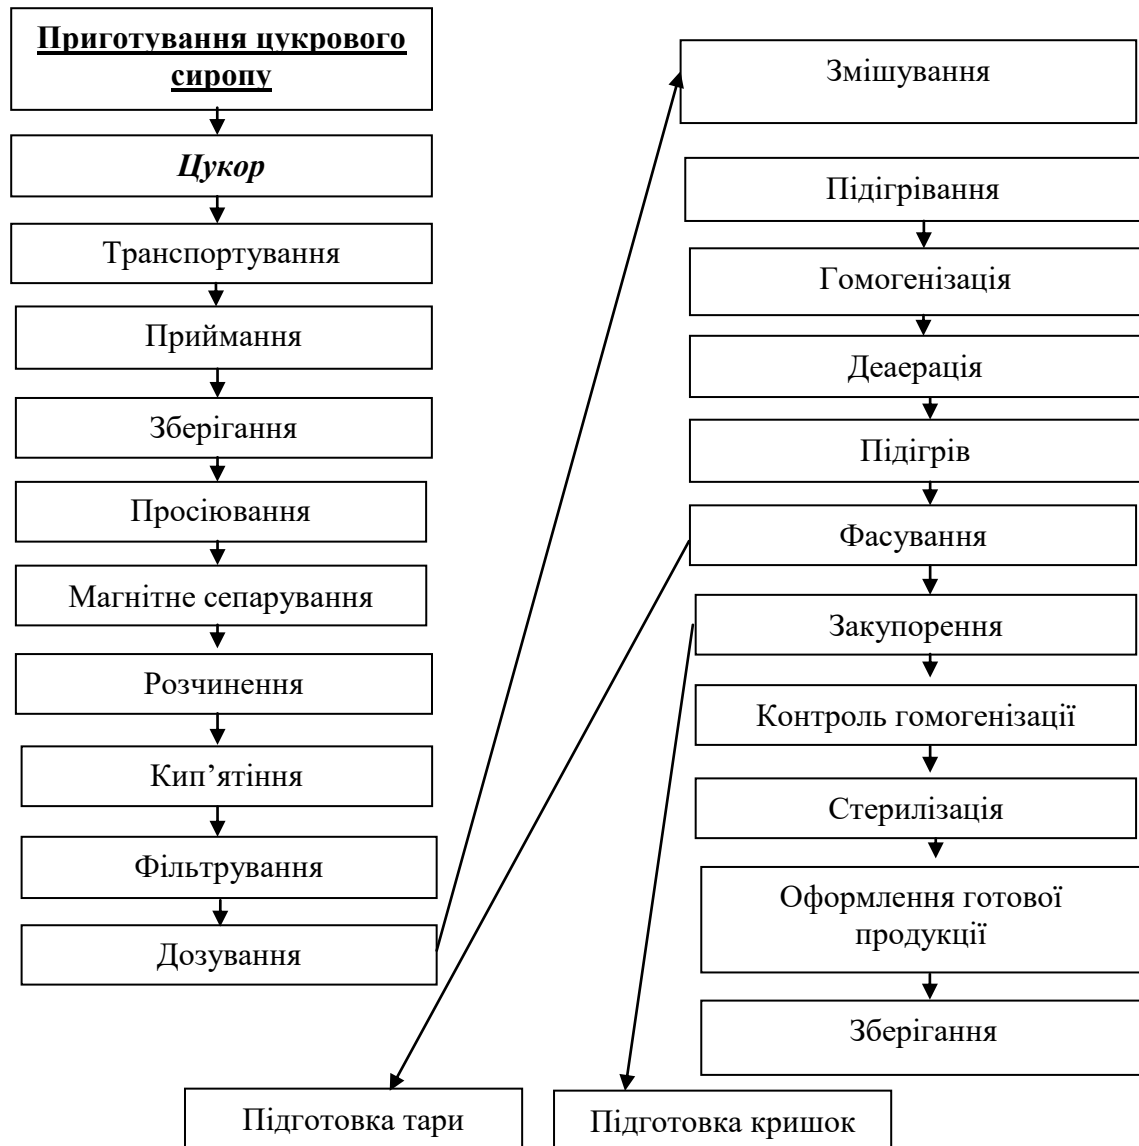 Приготування цукрового
сиропу
Цукор
Транспортування
Приймання
Зберігання
Просіювання
Магнітне сепарування
Розчинення
Кип’ятіння
Фільтрування
Дозування
Змішування
Підігрівання
Гомогенізація
Деаерація
Підігрів
Фасування
Закупорення
Контроль гомогенізації
Стерилізація
Оформлення готової
продукції
Зберігання
Підготовка тари
Підготовка кришок